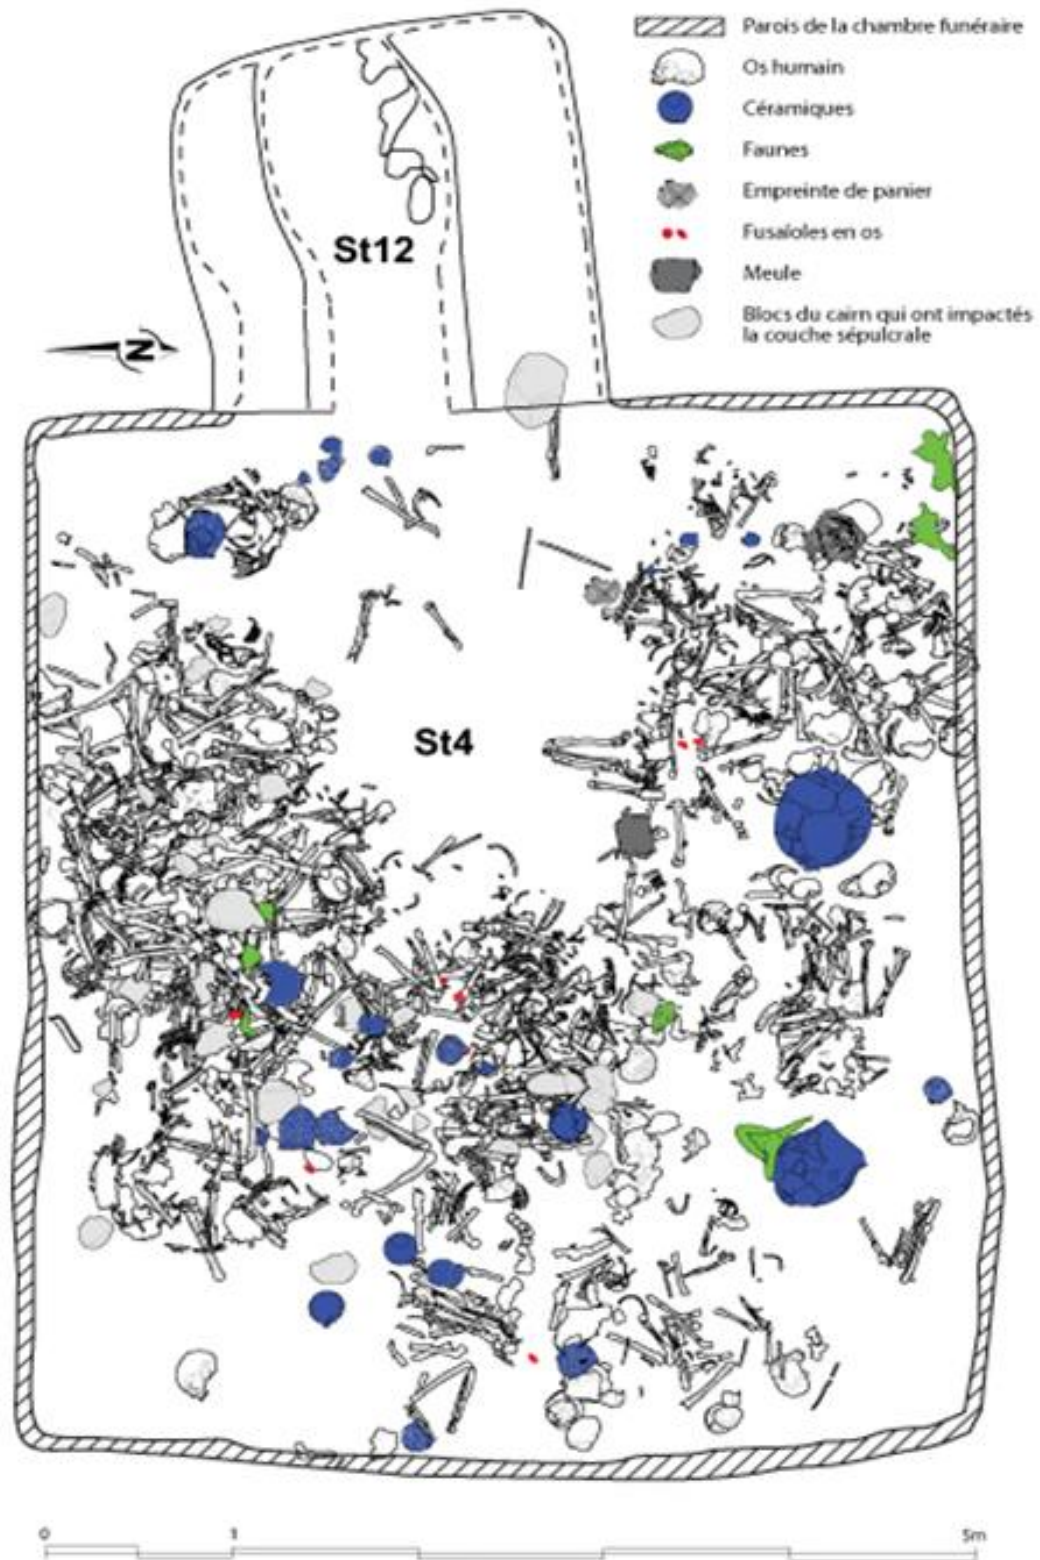 Parois de la chambre funéraire
Os humain
Céramiques
Faunes
Empreinte de panier
Fusaïoles en os
Meule
Blocs du cairn qui ont impactés
la couche sépulcrale
St12
N
St4
0 1 5m